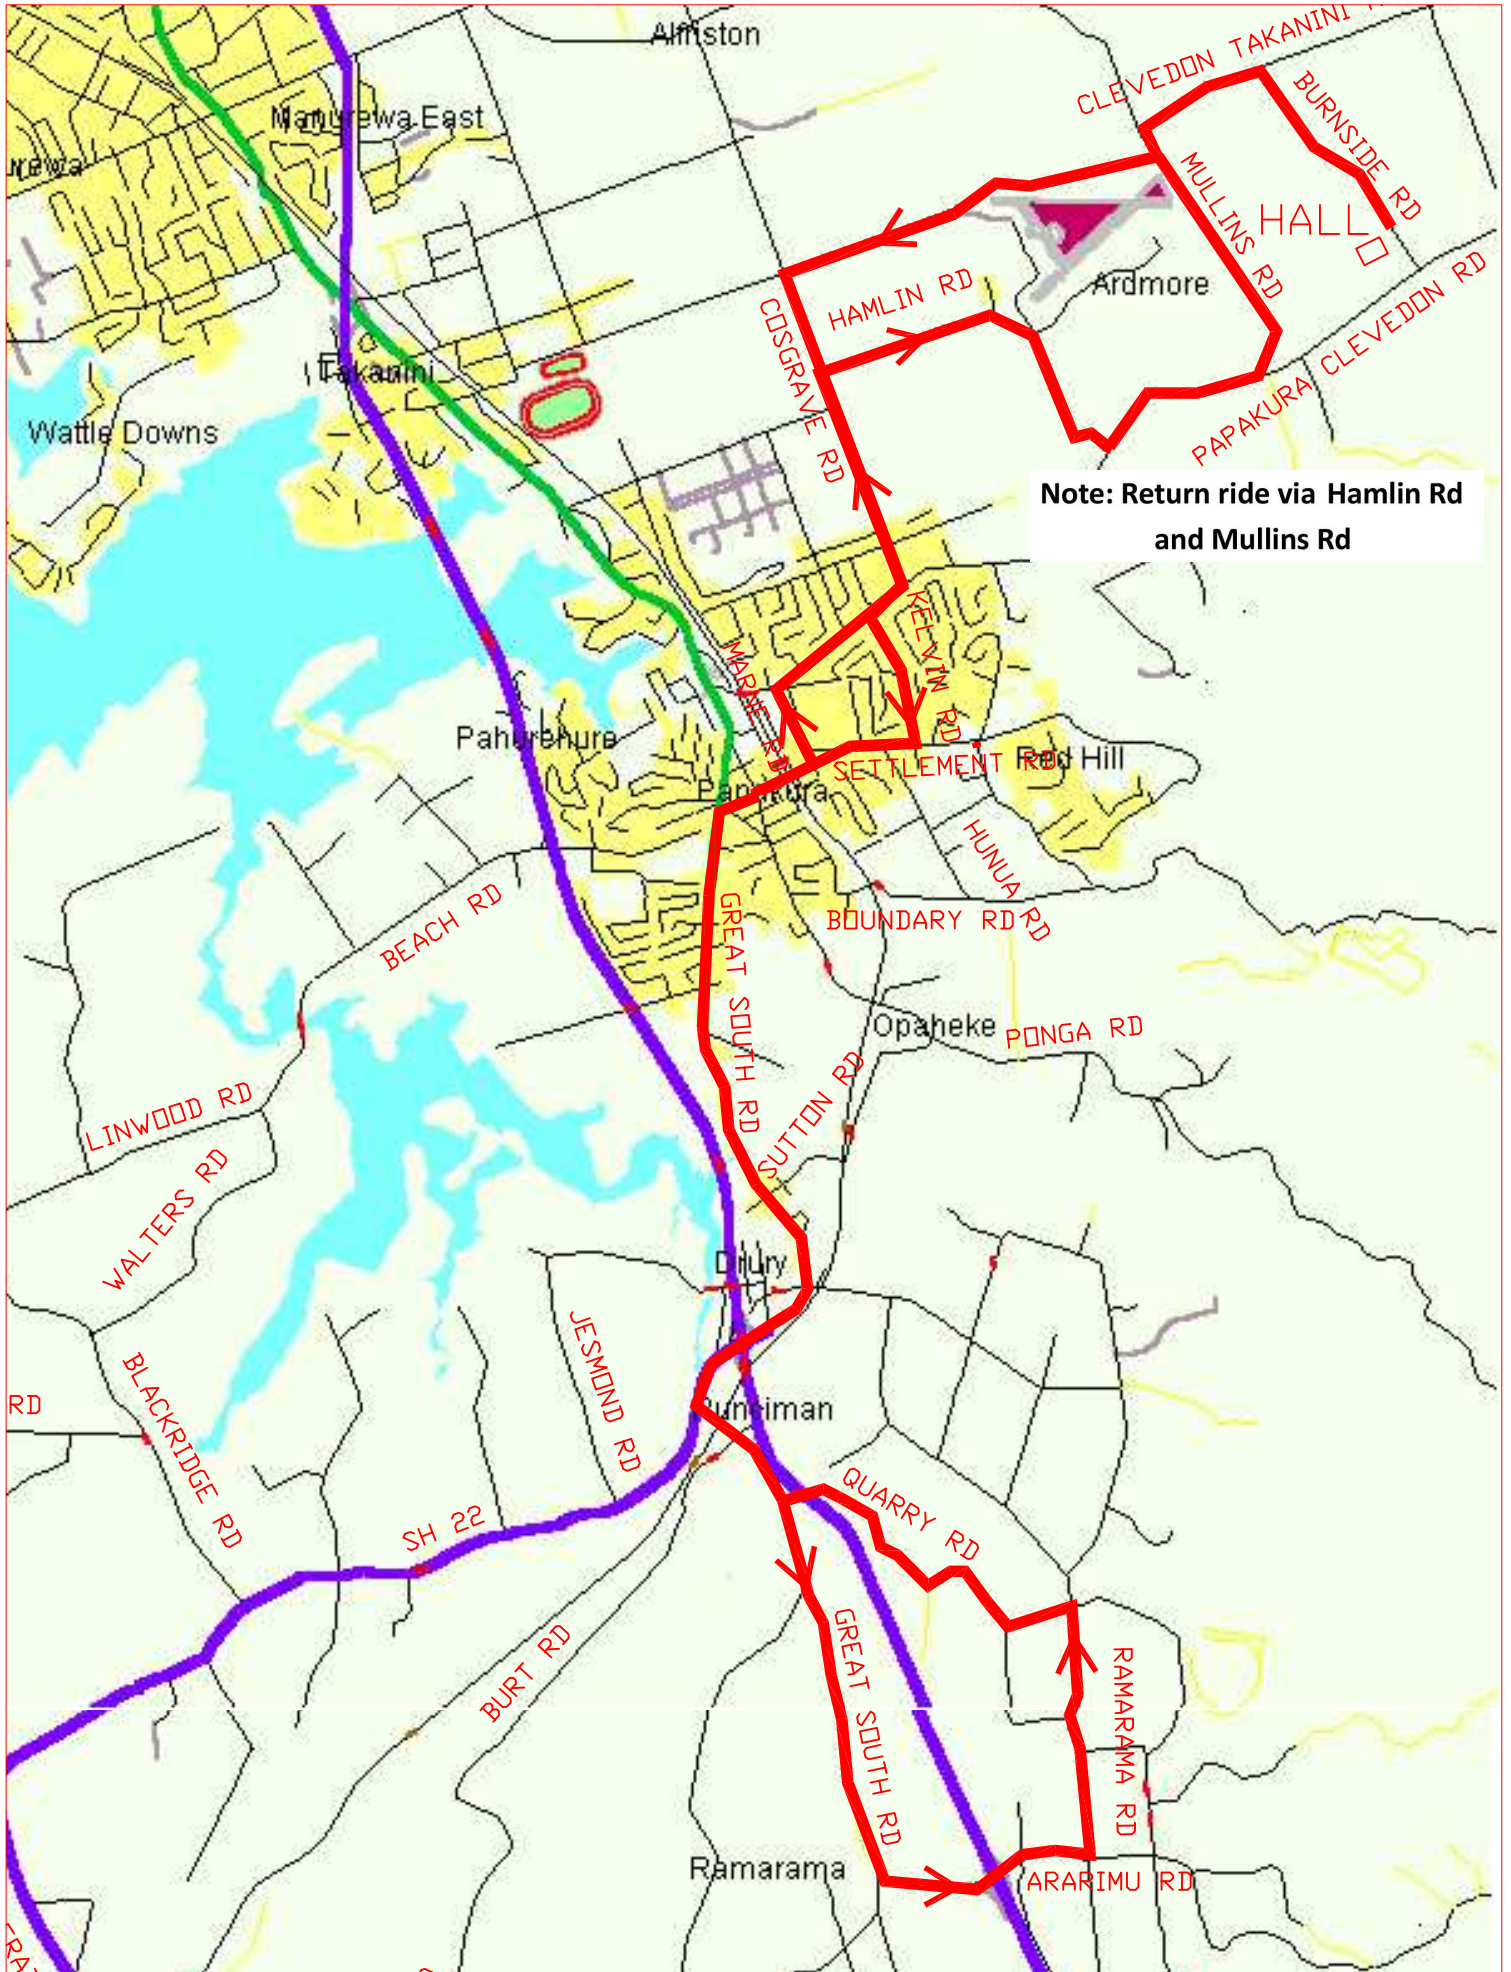 Alfriston
CLEVEDON TAKANINI
Manurewa East
urewa
BURNSIDE RD
MULLINS RD
HALL
Ardmore
HAMLIN RD
COSGRAVE RD
PAPAKURA CLEVEDON RD
Takanini
Wattle Downs
Note: Return ride via Hamlin Rd
and Mullins Rd
KELVIN RD
MARNE RD
Pahurehure
SETTLEMENT RD
Red Hill
Papakura
HUNUA RD
BEACH RD
GREAT SOUTH RD
BOUNDARY RD
Opaheke
PONGA RD
SUTTON RD
LINWOOD RD
WALTERS RD
Drury
JESMOND RD
BLACKRIDGE RD
RD
Runciman
QUARRY RD
SH 22
BURT RD
GREAT SOUTH RD
RAMARAMA RD
Ramarama
ARARIMU RD